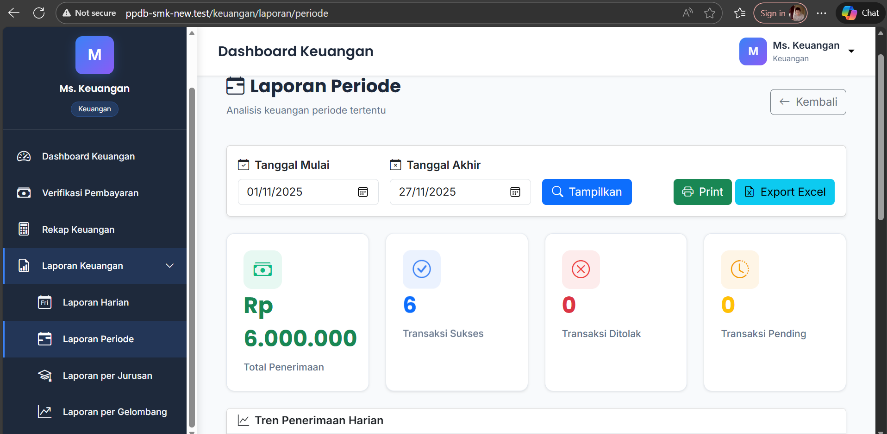 Not secure
ppdb-smk-new.test/keuangan/laporan/periode
Sign in
Chat
M
Ms. Keuangan
Keuangan
Dashboard Keuangan
Verifikasi Pembayaran
Rekap Keuangan
Laporan Keuangan
Fri
Laporan Harian
Laporan Periode
Laporan per Jurusan
Laporan per Gelombang
Dashboard Keuangan
M
Ms. Keuangan
Keuangan
Laporan Periode
Analisis keuangan periode tertentu
Kembali
Tanggal Mulai
Tanggal Akhir
01/11/2025
27/11/2025
Tampilkan
Print
Export Excel
Rp
6.000.000
Total Penerimaan
6
Transaksi Sukses
0
Transaksi Ditolak
0
Transaksi Pending
Tren Penerimaan Harian